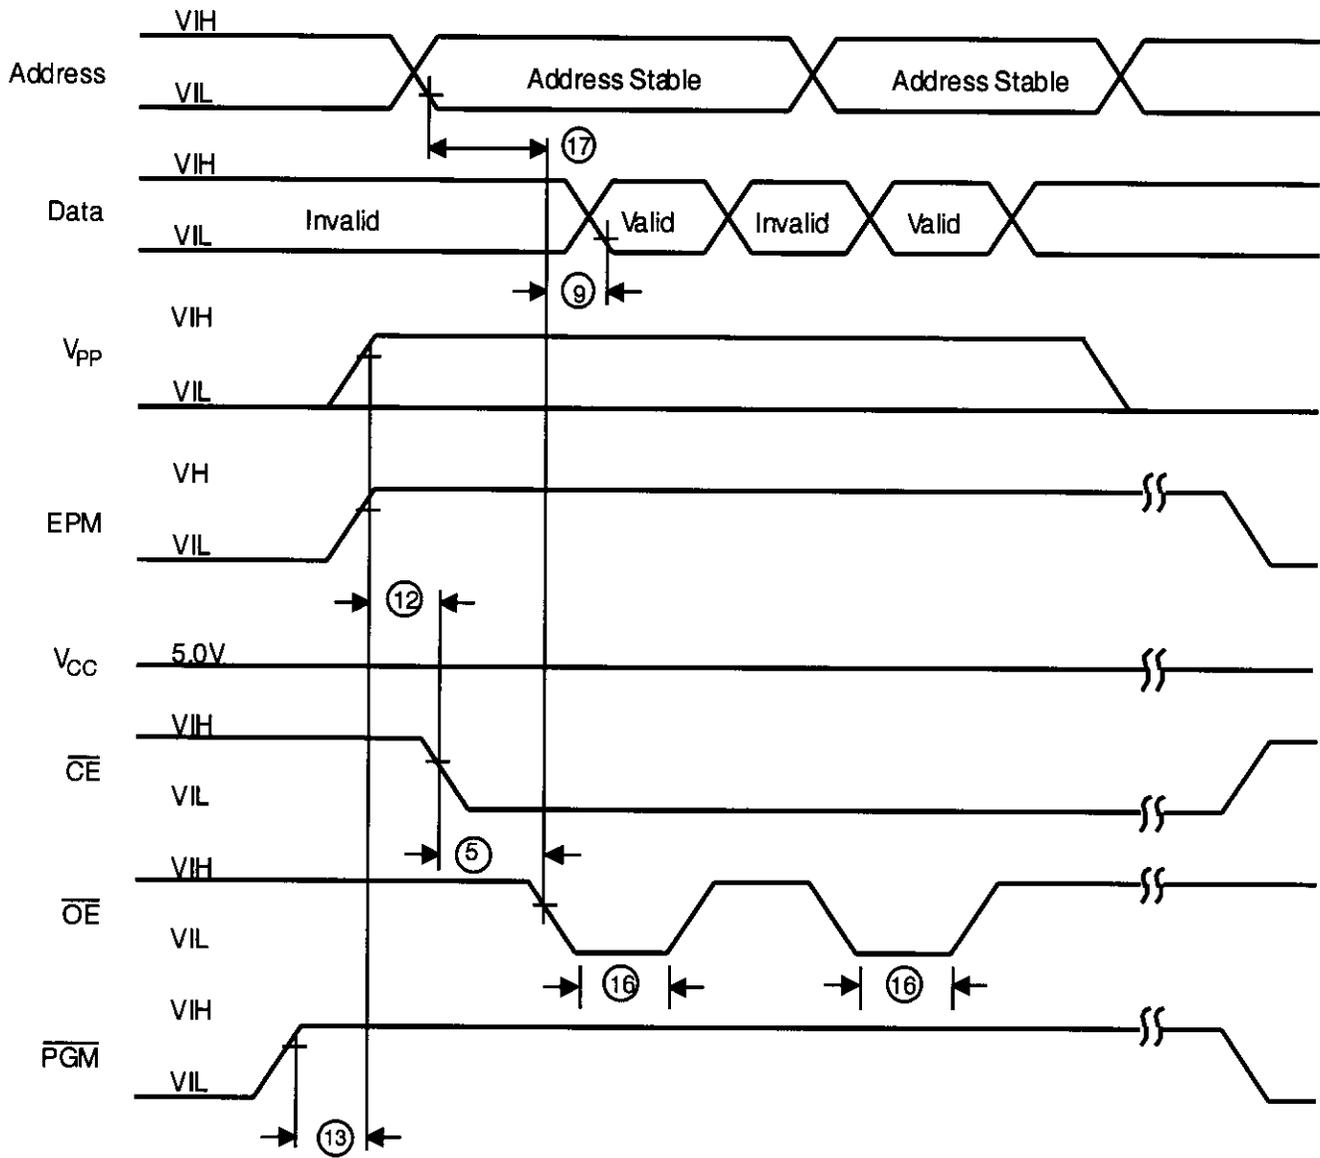 VIH
Address
VIL
Address Stable
Address Stable
17
VIH
Data
VIL
Invalid
Valid
Invalid
Valid
9
VIH
VPP
VIL
VH
EPM
VIL
12
VCC
5.0V
VIH
CE
VIL
5
VIH
OE
VIL
16
16
VIH
PGM
VIL
13